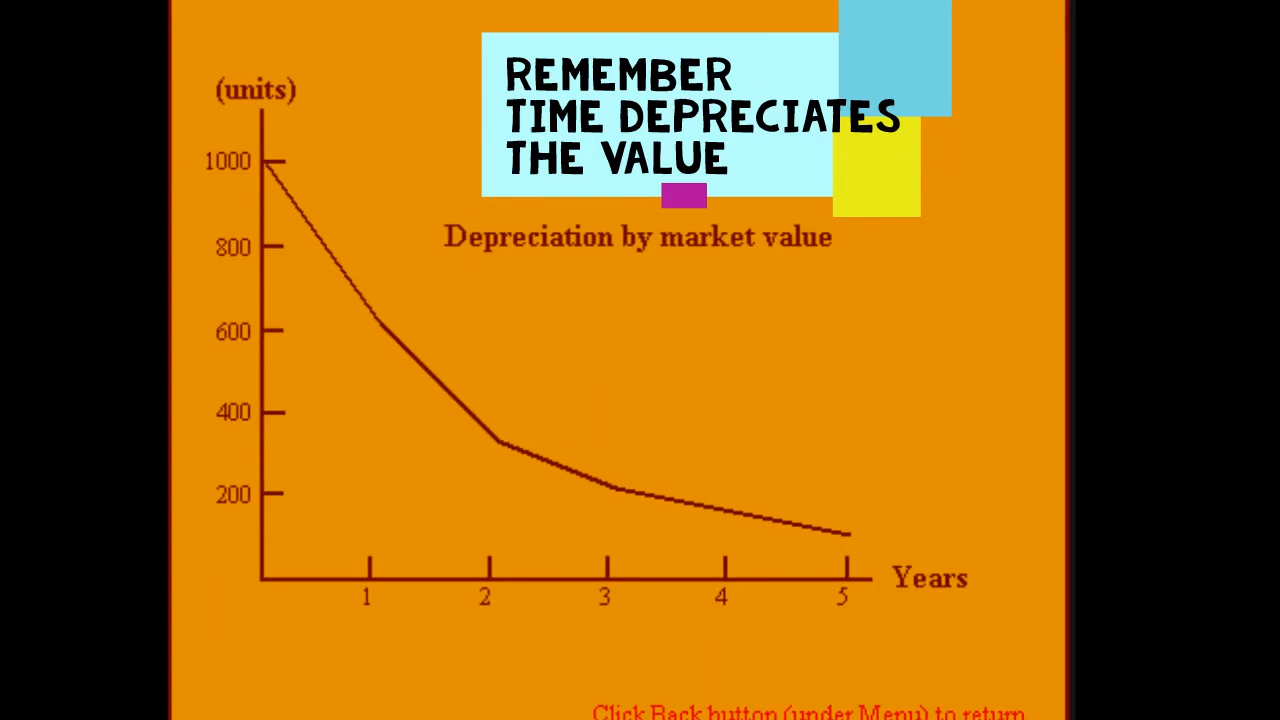 REMEMBER
TIME DEPRECIATES
THE VALUE
(units)
Depreciation by market value
1000
800
600
400
200
1 2 3 4 5
Years
Click Back button (under Menu) to return